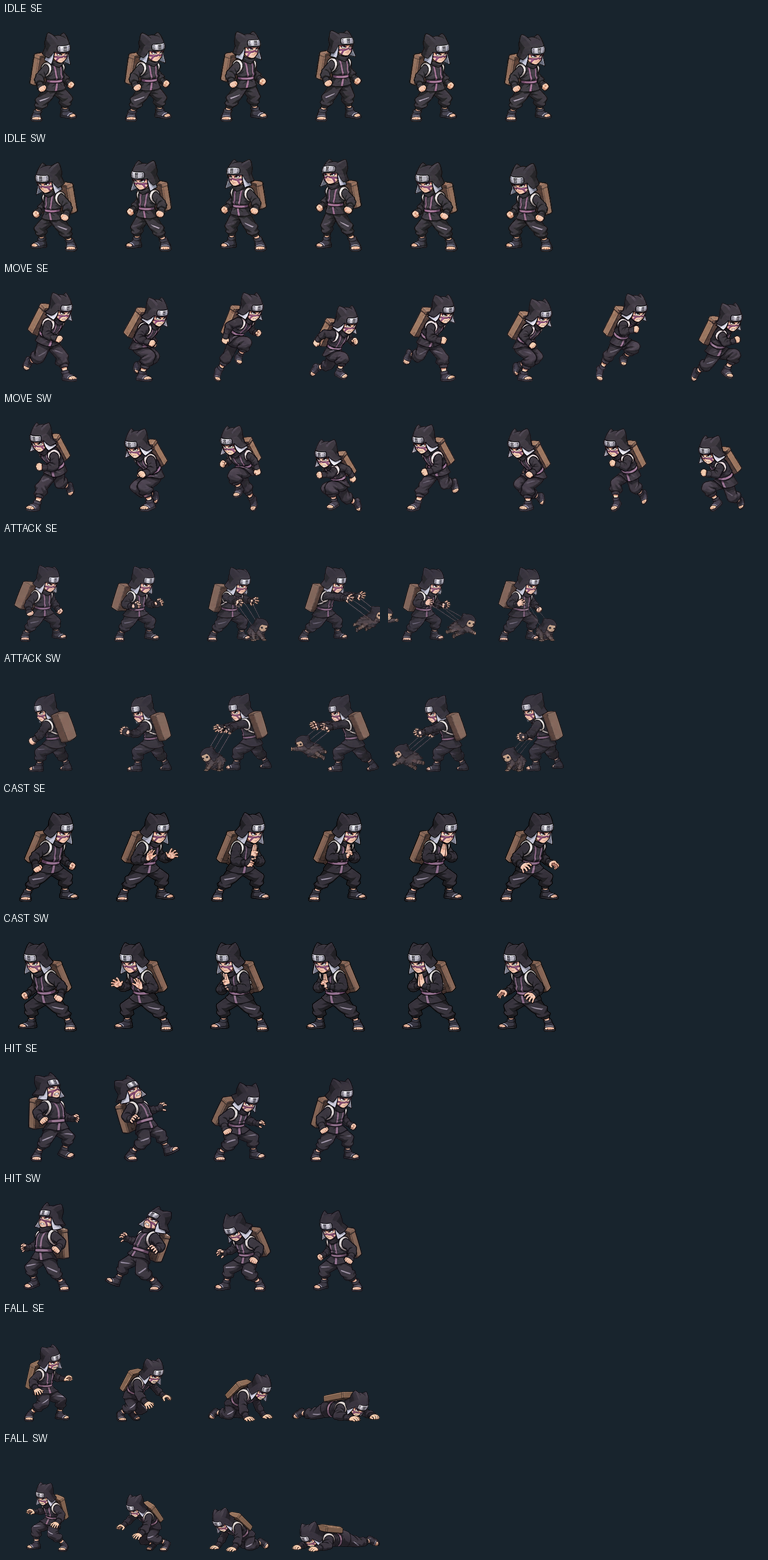 IDLE SE
IDLE SW
MOVE SE
MOVE SW
ATTACK SE
ATTACK SW
CAST SE
CAST SW
HIT SE
HIT SW
FALL SE
FALL SW